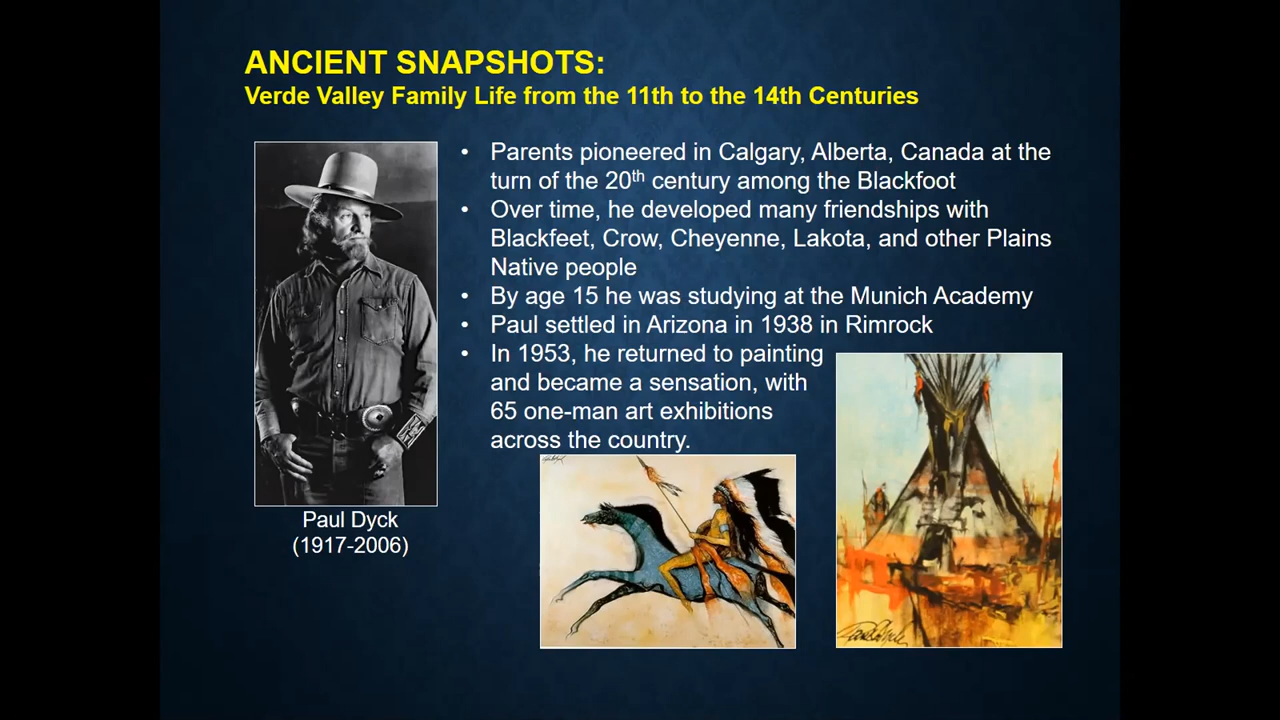 ANCIENT SNAPSHOTS:
Verde Valley Family Life from the 11th to the 14th Centuries
• Parents pioneered in Calgary, Alberta, Canada at the
turn of the 20th century among the Blackfoot
• Over time, he developed many friendships with
Blackfeet, Crow, Cheyenne, Lakota, and other Plains
Native people
• By age 15 he was studying at the Munich Academy
• Paul settled in Arizona in 1938 in Rimrock
• In 1953, he returned to painting
and became a sensation, with
65 one-man art exhibitions
across the country.
Paul Dyck
(1917-2006)